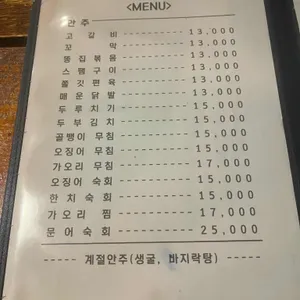 <MENU>
안주
고갈비 ------- 13,000
꼬막 ------- 13,000
똥집볶음 ------- 13,000
스팸구이 ------- 13,000
쫄깃편육 ------- 13,000
매운닭발 ------- 13,000
두루치기 ------- 15,000
두부김치 ------- 15,000
골뱅이 무침 ------- 15,000
오징어 무침 ------- 15,000
가오리 무침 ------- 17,000
오징어 숙회 ------- 15,000
한치 숙회 ------- 15,000
가오리 찜 ------- 17,000
문어숙회 ------- 25,000
----- 계절안주(생굴, 바지락탕) -----